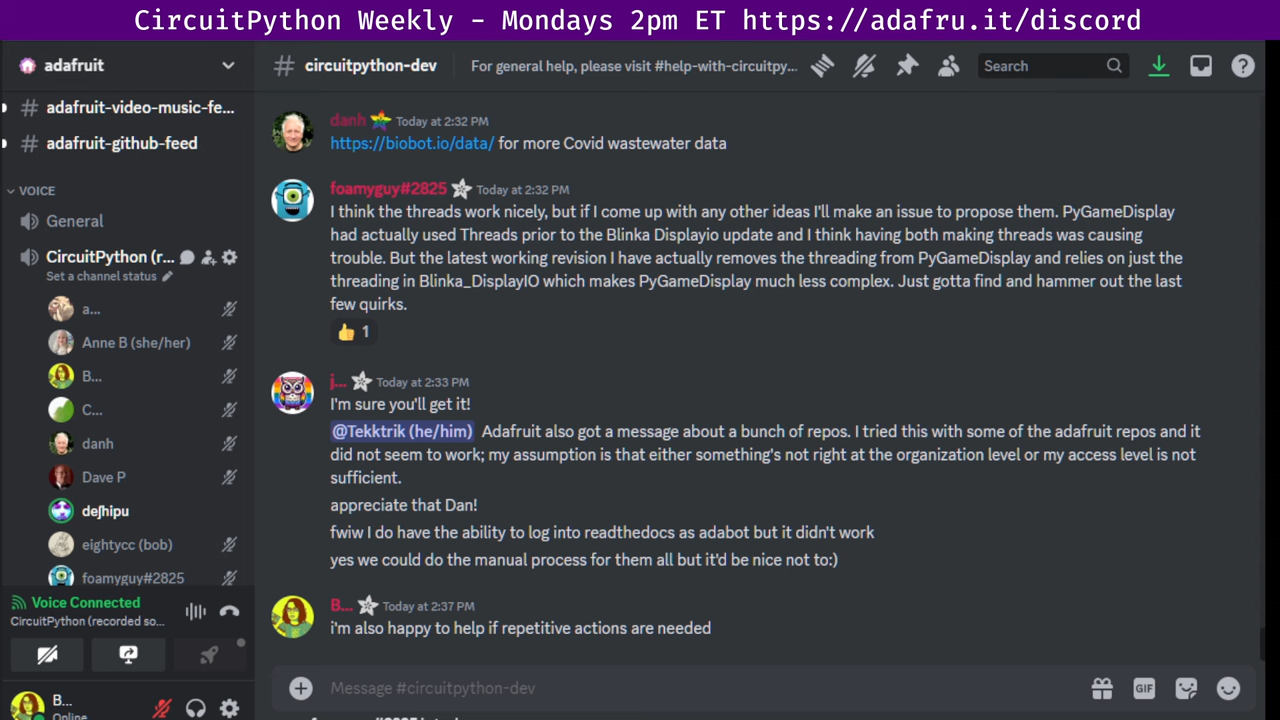 CircuitPython Weekly - Mondays 2pm ET https://adafru.it/discord
adafruit
# circuitpython-dev
For general help, please visit #help-with-circuitpy...
Search
# adafruit-video-music-fe...
# adafruit-github-feed
VOICE
General
CircuitPython (r...
Set a channel status
a...
Anne B (she/her)
B...
C...
danh
Dave P
deʃhipu
eightycc (bob)
foamyguy#2825
Voice Connected
CircuitPython (recorded so...
B...
Online
danh Today at 2:32 PM
https://biobot.io/data/ for more Covid wastewater data
foamyguy#2825 Today at 2:32 PM
I think the threads work nicely, but if I come up with any other ideas I'll make an issue to propose them. PyGameDisplay
had actually used Threads prior to the Blinka Displayio update and I think having both making threads was causing
trouble. But the latest working revision I have actually removes the threading from PyGameDisplay and relies on just the
threading in Blinka_DisplayIO which makes PyGameDisplay much less complex. Just gotta find and hammer out the last
few quirks.
👍 1
j... Today at 2:33 PM
I'm sure you'll get it!
@Tekktrik (he/him) Adafruit also got a message about a bunch of repos. I tried this with some of the adafruit repos and it
did not seem to work; my assumption is that either something's not right at the organization level or my access level is not
sufficient.
appreciate that Dan!
fwiw I do have the ability to log into readthedocs as adabot but it didn't work
yes we could do the manual process for them all but it'd be nice not to:)
B... Today at 2:37 PM
i'm also happy to help if repetitive actions are needed
Message #circuitpython-dev
GIF